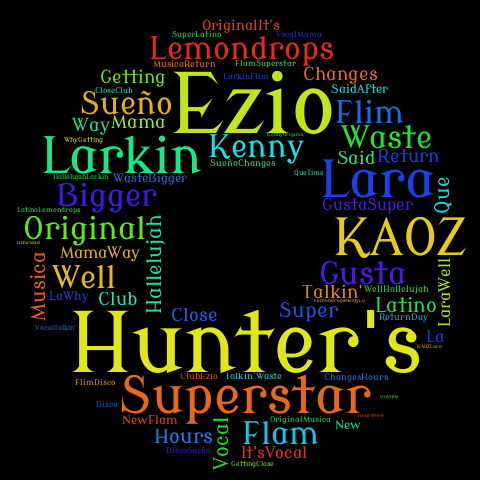 OriginalIt's
SuperLatino
VocalMama
Lemondrops
MusicaReturn
FlamSuperstar
Getting
Ezio
LarkinFlim
Changes
CloseClub
SaidAfter
Sueño
Flim
Way
Mama
Waste
WhyGetting
Larkin
Kenny
Said
Return
SueñoChanges
HallelujahLarkin
WasteBigger
QueTime
Lara
Que
Bigger
GustaSuper
LatinoLemondrops
Original
Hallelujah
KAOZ
MamaWay
Musica
Well
Gusta
LaraWell
Talkin'
WellHallelujah
LaWhy
Club
Latino
Close
Super
ReturnDay
VocalTalkin'
Hunter's
La
KAOZLara
ClubEzio
Talkin'Waste
ChangesHours
FlimDisco
Superstar
Disco
NewFlam
OriginalMusica
New
Hours
Vocal
Flam
DiscoSueño
It'sVocal
GettingClose